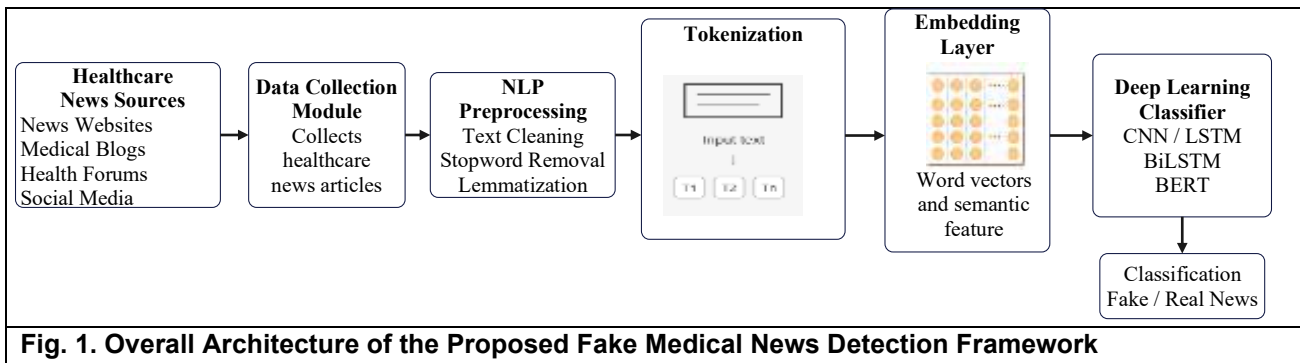 Healthcare
News Sources
News Websites
Medical Blogs
Health Forums
Social Media
Data Collection
Module
Collects
healthcare
news articles
NLP
Preprocessing
Text Cleaning
Stopword Removal
Lemmatization
Tokenization
Input text
T1 T2 Tn
Embedding
Layer
Word vectors
and semantic
feature
Deep Learning
Classifier
CNN / LSTM
BiLSTM
BERT
Classification
Fake / Real News
Fig. 1. Overall Architecture of the Proposed Fake Medical News Detection Framework